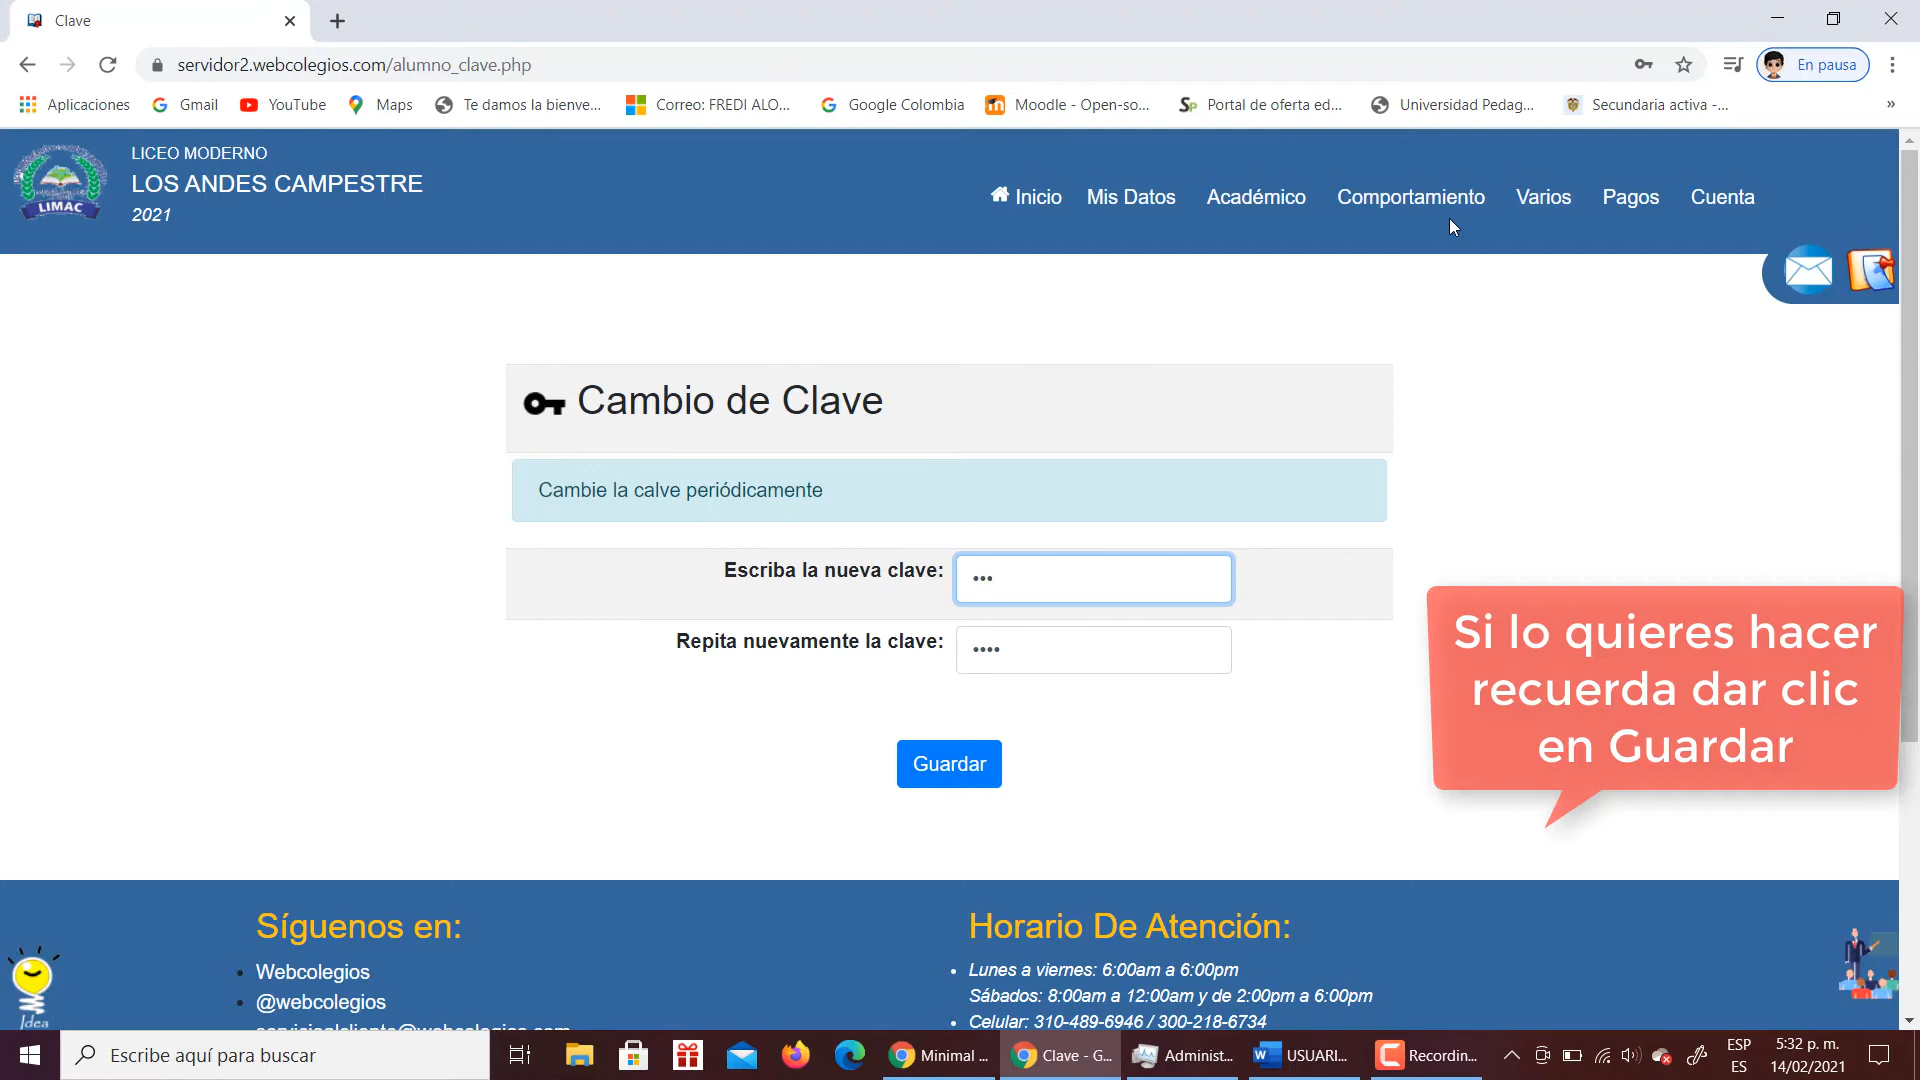 Clave
servidor2.webcolegios.com/alumno_clave.php
En pausa
Aplicaciones
Gmail
YouTube
Maps
Te damos la bienve...
Correo: FREDI ALO...
Google Colombia
Moodle - Open-so...
Portal de oferta ed...
Universidad Pedag...
Secundaria activa -...
»
LICEO MODERNO
LOS ANDES CAMPESTRE
2021
LIMAC
Inicio
Mis Datos
Académico
Comportamiento
Varios
Pagos
Cuenta
Cambio de Clave
Cambie la calve periódicamente
Escriba la nueva clave:
•••
Repita nuevamente la clave:
••••
Guardar
Si lo quieres hacer
recuerda dar clic
en Guardar
Síguenos en:
Webcolegios
@webcolegios
servicioalcliente@webcolegios.com
Horario De Atención:
Lunes a viernes: 6:00am a 6:00pm
Sábados: 8:00am a 12:00am y de 2:00pm a 6:00pm
Celular: 310-489-6946 / 300-218-6734
Idea
Escribe aquí para buscar
Minimal ...
Clave - G...
Administ...
USUARI...
Recordin...
ESP
ES
5:32 p. m.
14/02/2021